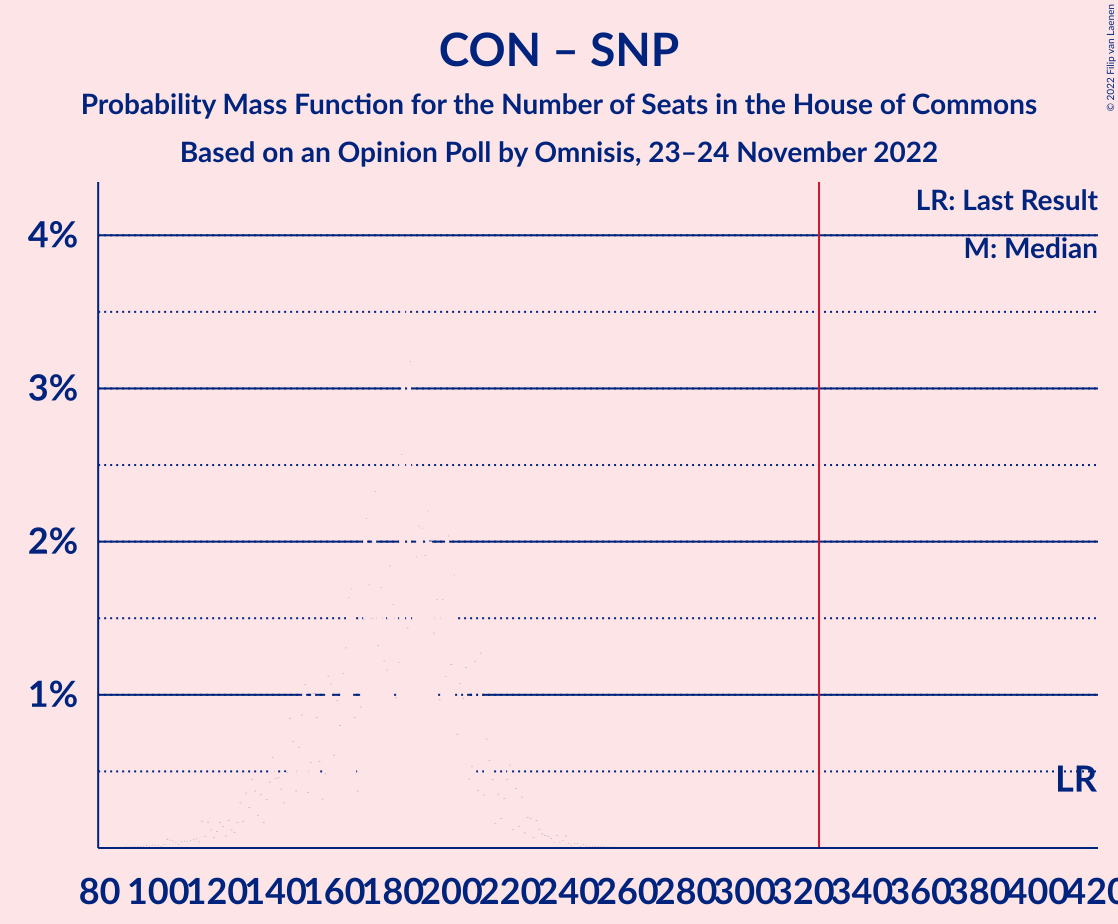 CON – SNP
Probability Mass Function for the Number of Seats in the House of Commons
Based on an Opinion Poll by Omnisis, 23–24 November 2022
© 2022 Filip van Laenen
LR: Last Result
M: Median
4%
3%
2%
1%
LR
80 100 120 140 160 180 200 220 240 260 280 300 320 340 360 380 400 420